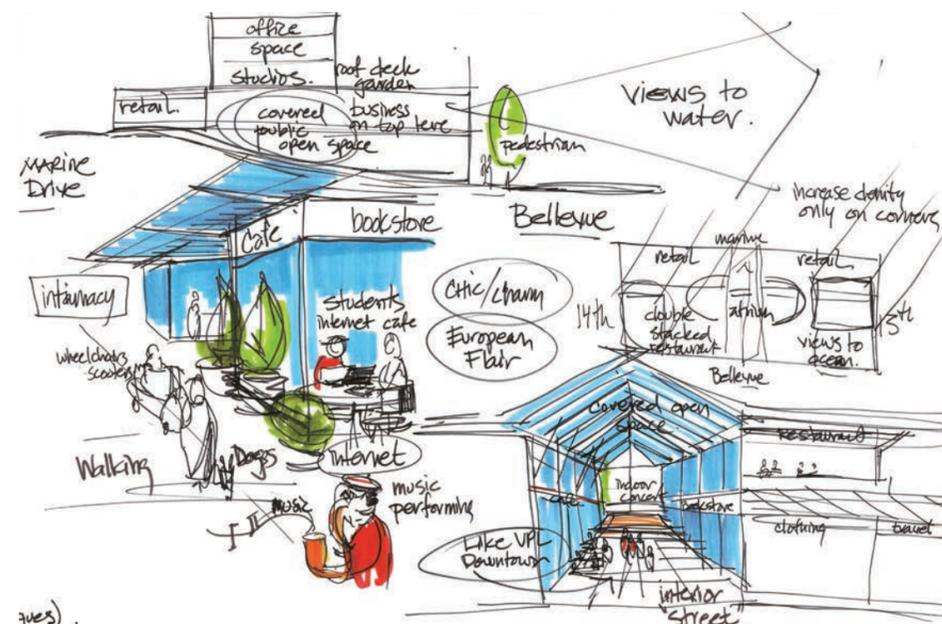 office
space
studios.
roof deck
garden
retail
covered
public
open space
business
on top leve
VIEWS TO
WATER.
pedestrian
MARINE
DRIVE
increase density
only on corners
Cafe
bookstore
Bellevue
marine
retail
retail
intimacy
students
internet cafe
Chic/charm
European
Flair
14th
double
stacked
restaurant
atrium
views to
ocean.
15th
Bellevue
wheelchairs
scooters
covered open
space
restaurant
Walking
Dogs
internet
music
music
performing
cafe
indoor
concert
bookstore
clothing
travel
Like VPL
Downtown
interior
"street"